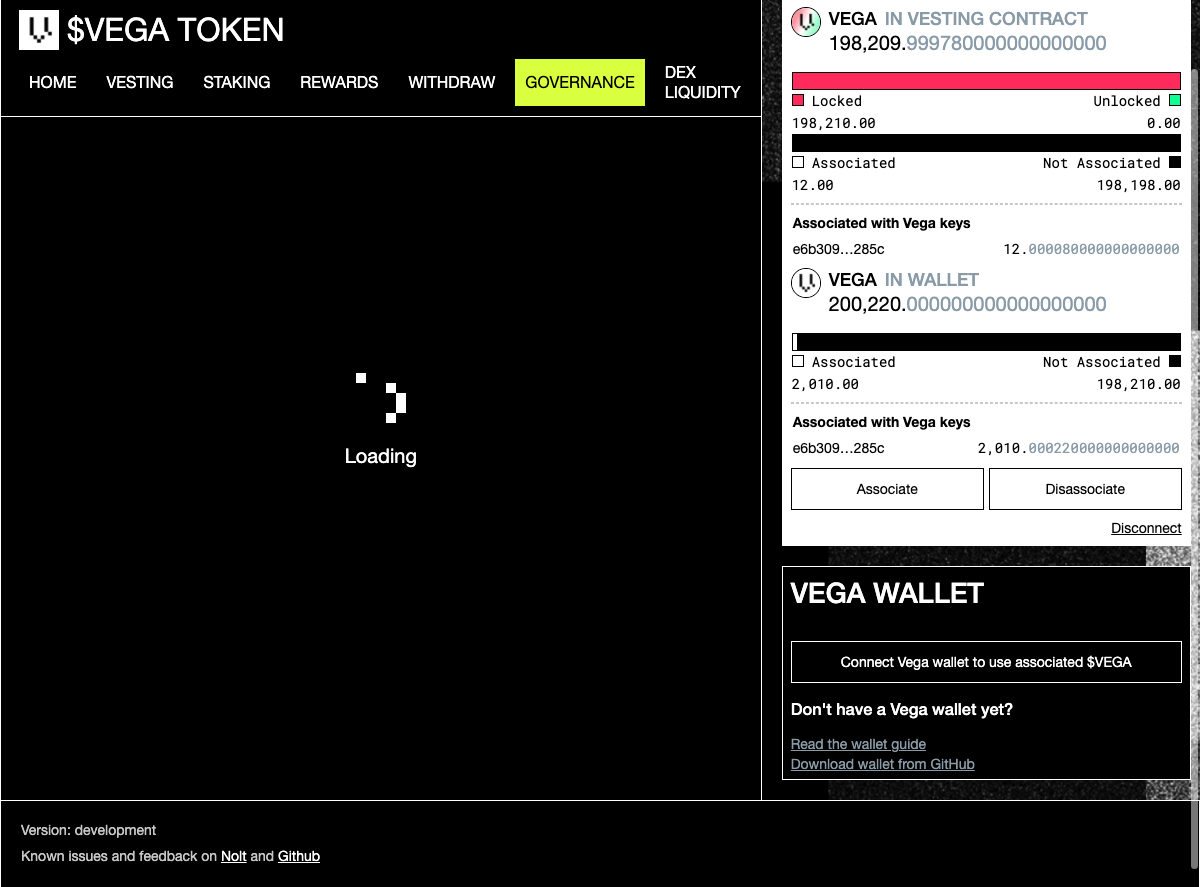 $VEGA TOKEN
HOME VESTING STAKING REWARDS WITHDRAW GOVERNANCE DEX LIQUIDITY
Loading
VEGA IN VESTING CONTRACT
198,209.999780000000000000
Locked Unlocked
198,210.00 0.00
Associated Not Associated
12.00 198,198.00
Associated with Vega keys
e6b309…285c 12.000080000000000000
VEGA IN WALLET
200,220.000000000000000000
Associated Not Associated
2,010.00 198,210.00
Associated with Vega keys
e6b309…285c 2,010.000220000000000000
Associate Disassociate
Disconnect
VEGA WALLET
Connect Vega wallet to use associated $VEGA
Don't have a Vega wallet yet?
Read the wallet guide
Download wallet from GitHub
Version: development
Known issues and feedback on Nolt and Github